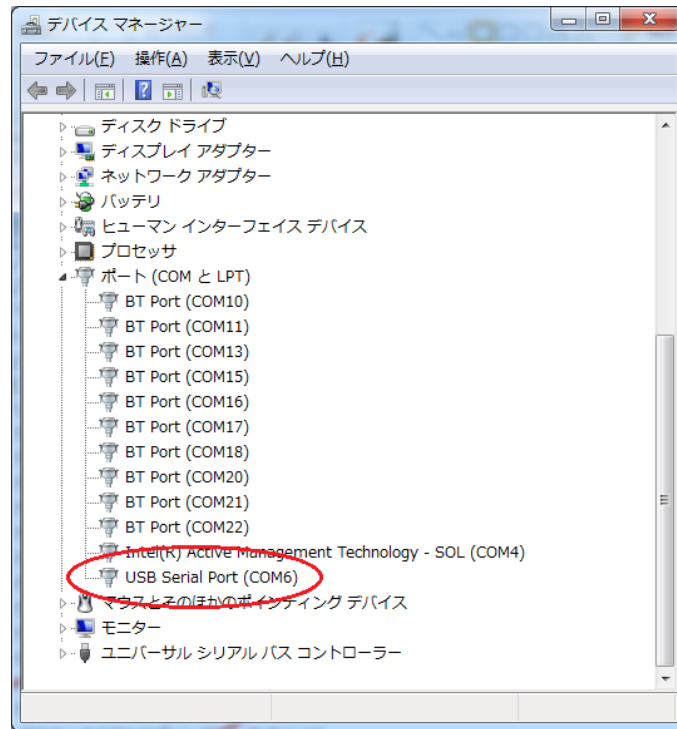 デバイス マネージャー
ファイル(F) 操作(A) 表示(V) ヘルプ(H)
ディスク ドライブ
ディスプレイ アダプター
ネットワーク アダプター
バッテリ
ヒューマン インターフェイス デバイス
プロセッサ
ポート (COM と LPT)
BT Port (COM10)
BT Port (COM11)
BT Port (COM13)
BT Port (COM15)
BT Port (COM16)
BT Port (COM17)
BT Port (COM18)
BT Port (COM20)
BT Port (COM21)
BT Port (COM22)
Intel(R) Active Management Technology - SOL (COM4)
USB Serial Port (COM6)
マウスとそのほかのポインティング デバイス
モニター
ユニバーサル シリアル バス コントローラー